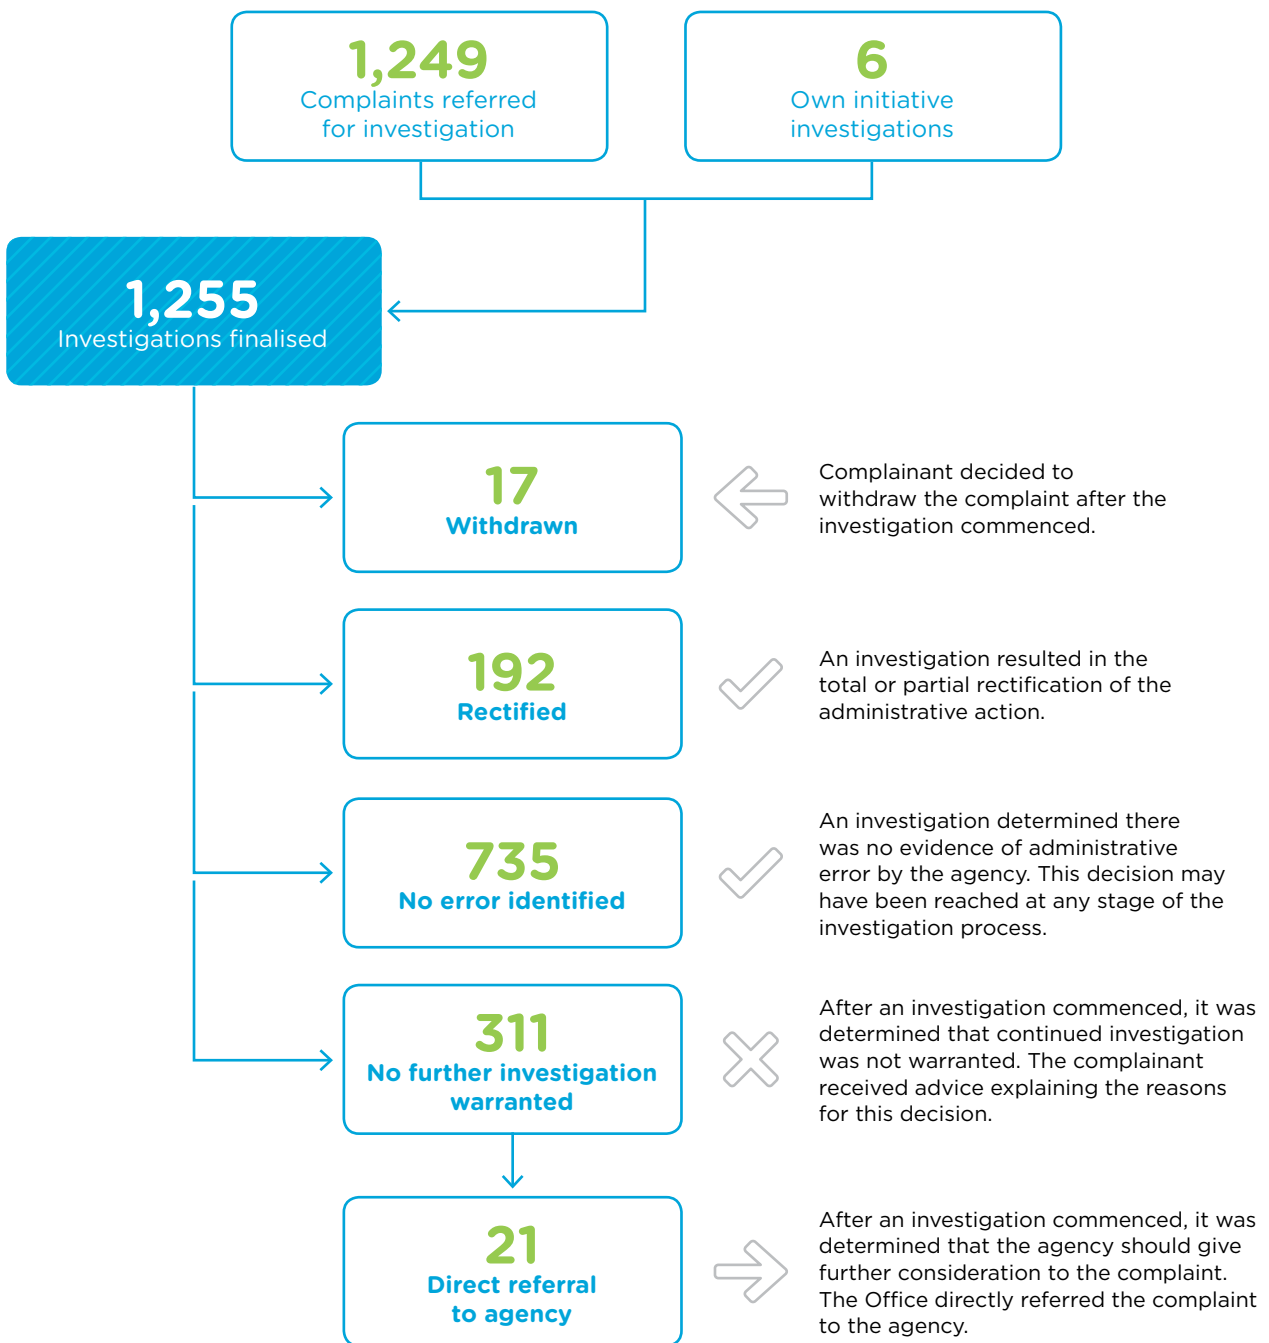 1,249
Complaints referred
for investigation
6
Own initiative
investigations
1,255
Investigations finalised
17
Withdrawn
Complainant decided to
withdraw the complaint after the
investigation commenced.
192
Rectified
An investigation resulted in the
total or partial rectification of the
administrative action.
735
No error identified
An investigation determined there
was no evidence of administrative
error by the agency. This decision may
have been reached at any stage of the
investigation process.
311
No further investigation
warranted
After an investigation commenced, it was
determined that continued investigation
was not warranted. The complainant
received advice explaining the reasons
for this decision.
21
Direct referral
to agency
After an investigation commenced, it was
determined that the agency should give
further consideration to the complaint.
The Office directly referred the complaint
to the agency.